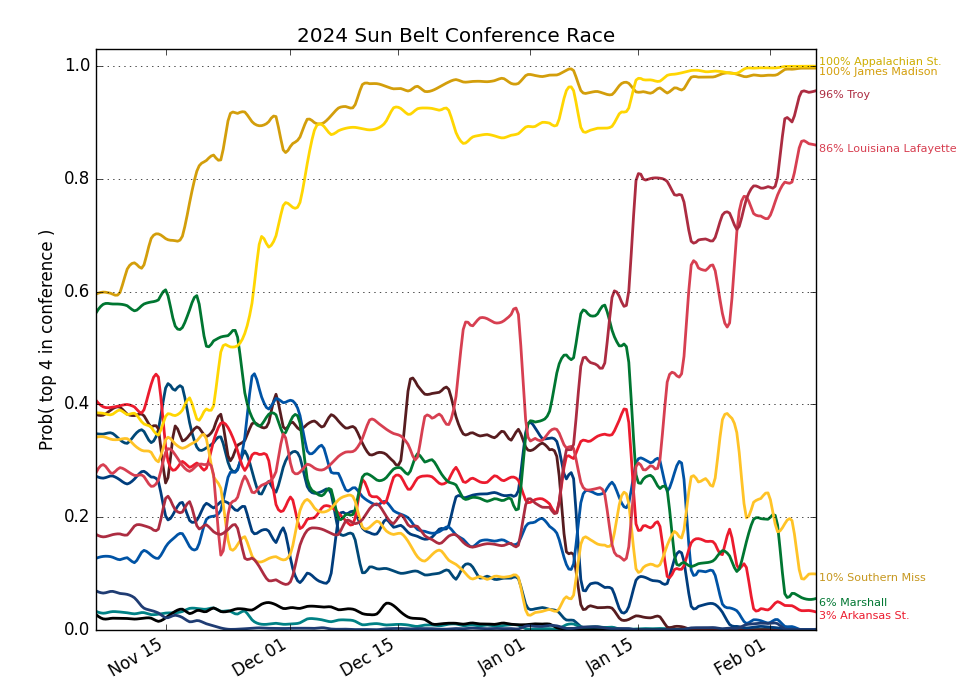 2024 Sun Belt Conference Race
Prob( top 4 in conference )
1.0
0.8
0.6
0.4
0.2
0.0
Nov 15
Dec 01
Dec 15
Jan 01
Jan 15
Feb 01
100% Appalachian St.
100% James Madison
96% Troy
86% Louisiana Lafayette
10% Southern Miss
6% Marshall
3% Arkansas St.